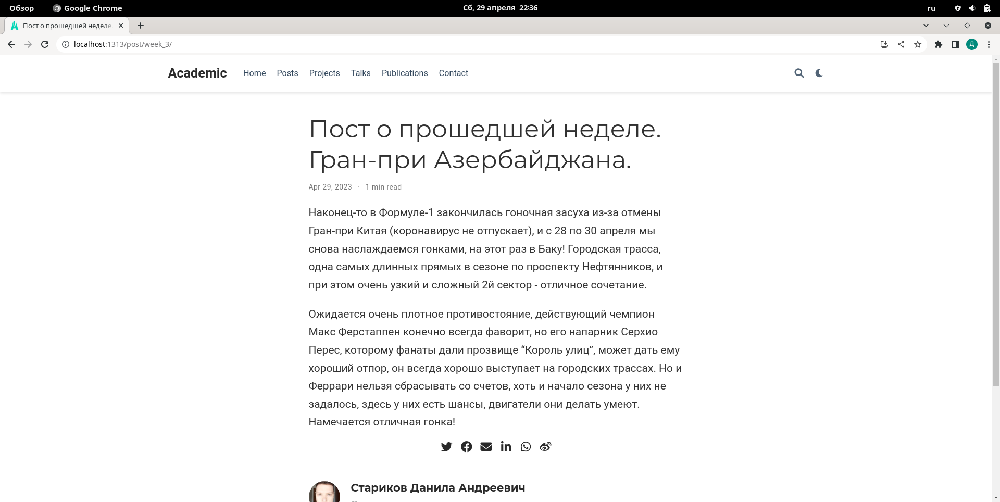 Обзор Google Chrome Сб, 29 апреля 22:36 ru
Пост о прошедшей неделе.
localhost:1313/post/week_3/ Д
Academic Home Posts Projects Talks Publications Contact
Пост о прошедшей неделе.
Гран-при Азербайджана.
Apr 29, 2023 · 1 min read
Наконец-то в Формуле-1 закончилась гоночная засуха из-за отмены
Гран-при Китая (коронавирус не отпускает), и с 28 по 30 апреля мы
снова наслаждаемся гонками, на этот раз в Баку! Городская трасса,
одна самых длинных прямых в сезоне по проспекту Нефтянников, и
при этом очень узкий и сложный 2й сектор - отличное сочетание.
Ожидается очень плотное противостояние, действующий чемпион
Макс Ферстаппен конечно всегда фаворит, но его напарник Серхио
Перес, которому фанаты дали прозвище “Король улиц”, может дать ему
хороший отпор, он всегда хорошо выступает на городских трассах. Но и
Феррари нельзя сбрасывать со счетов, хоть и начало сезона у них не
задалось, здесь у них есть шансы, двигатели они делать умеют.
Намечается отличная гонка!
Стариков Данила Андреевич